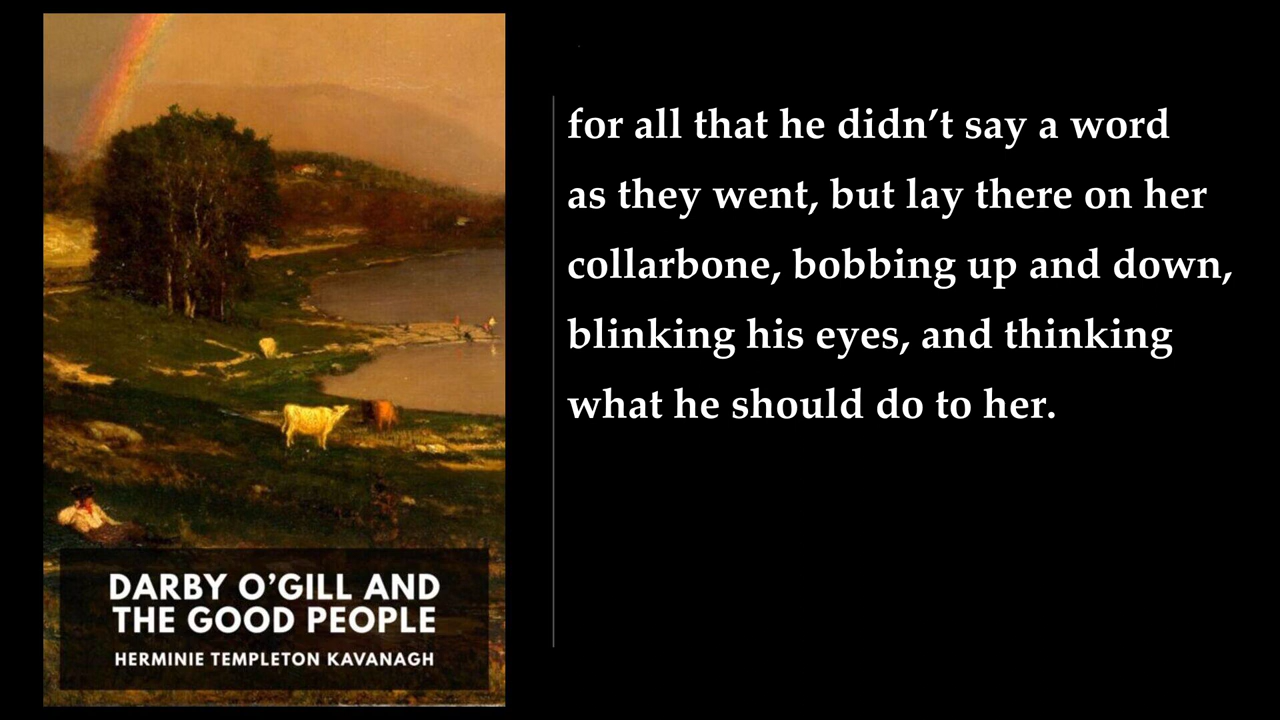 for all that he didn’t say a word
as they went, but lay there on her
collarbone, bobbing up and down,
blinking his eyes, and thinking
what he should do to her.
DARBY O’GILL AND
THE GOOD PEOPLE
HERMINIE TEMPLETON KAVANAGH